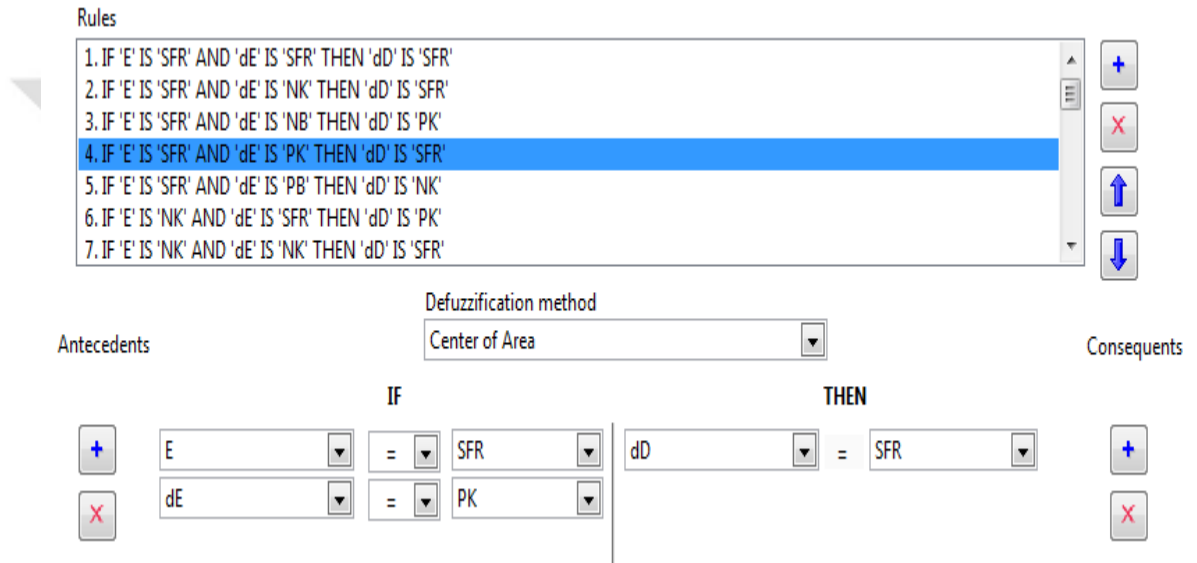 Rules
1. IF 'E' IS 'SFR' AND 'dE' IS 'SFR' THEN 'dD' IS 'SFR'
2. IF 'E' IS 'SFR' AND 'dE' IS 'NK' THEN 'dD' IS 'SFR'
3. IF 'E' IS 'SFR' AND 'dE' IS 'NB' THEN 'dD' IS 'PK'
4. IF 'E' IS 'SFR' AND 'dE' IS 'PK' THEN 'dD' IS 'SFR'
5. IF 'E' IS 'SFR' AND 'dE' IS 'PB' THEN 'dD' IS 'NK'
6. IF 'E' IS 'NK' AND 'dE' IS 'SFR' THEN 'dD' IS 'PK'
7. IF 'E' IS 'NK' AND 'dE' IS 'NK' THEN 'dD' IS 'SFR'
Defuzzification method
Antecedents Center of Area Consequents
IF THEN
E = SFR dD = SFR
dE = PK